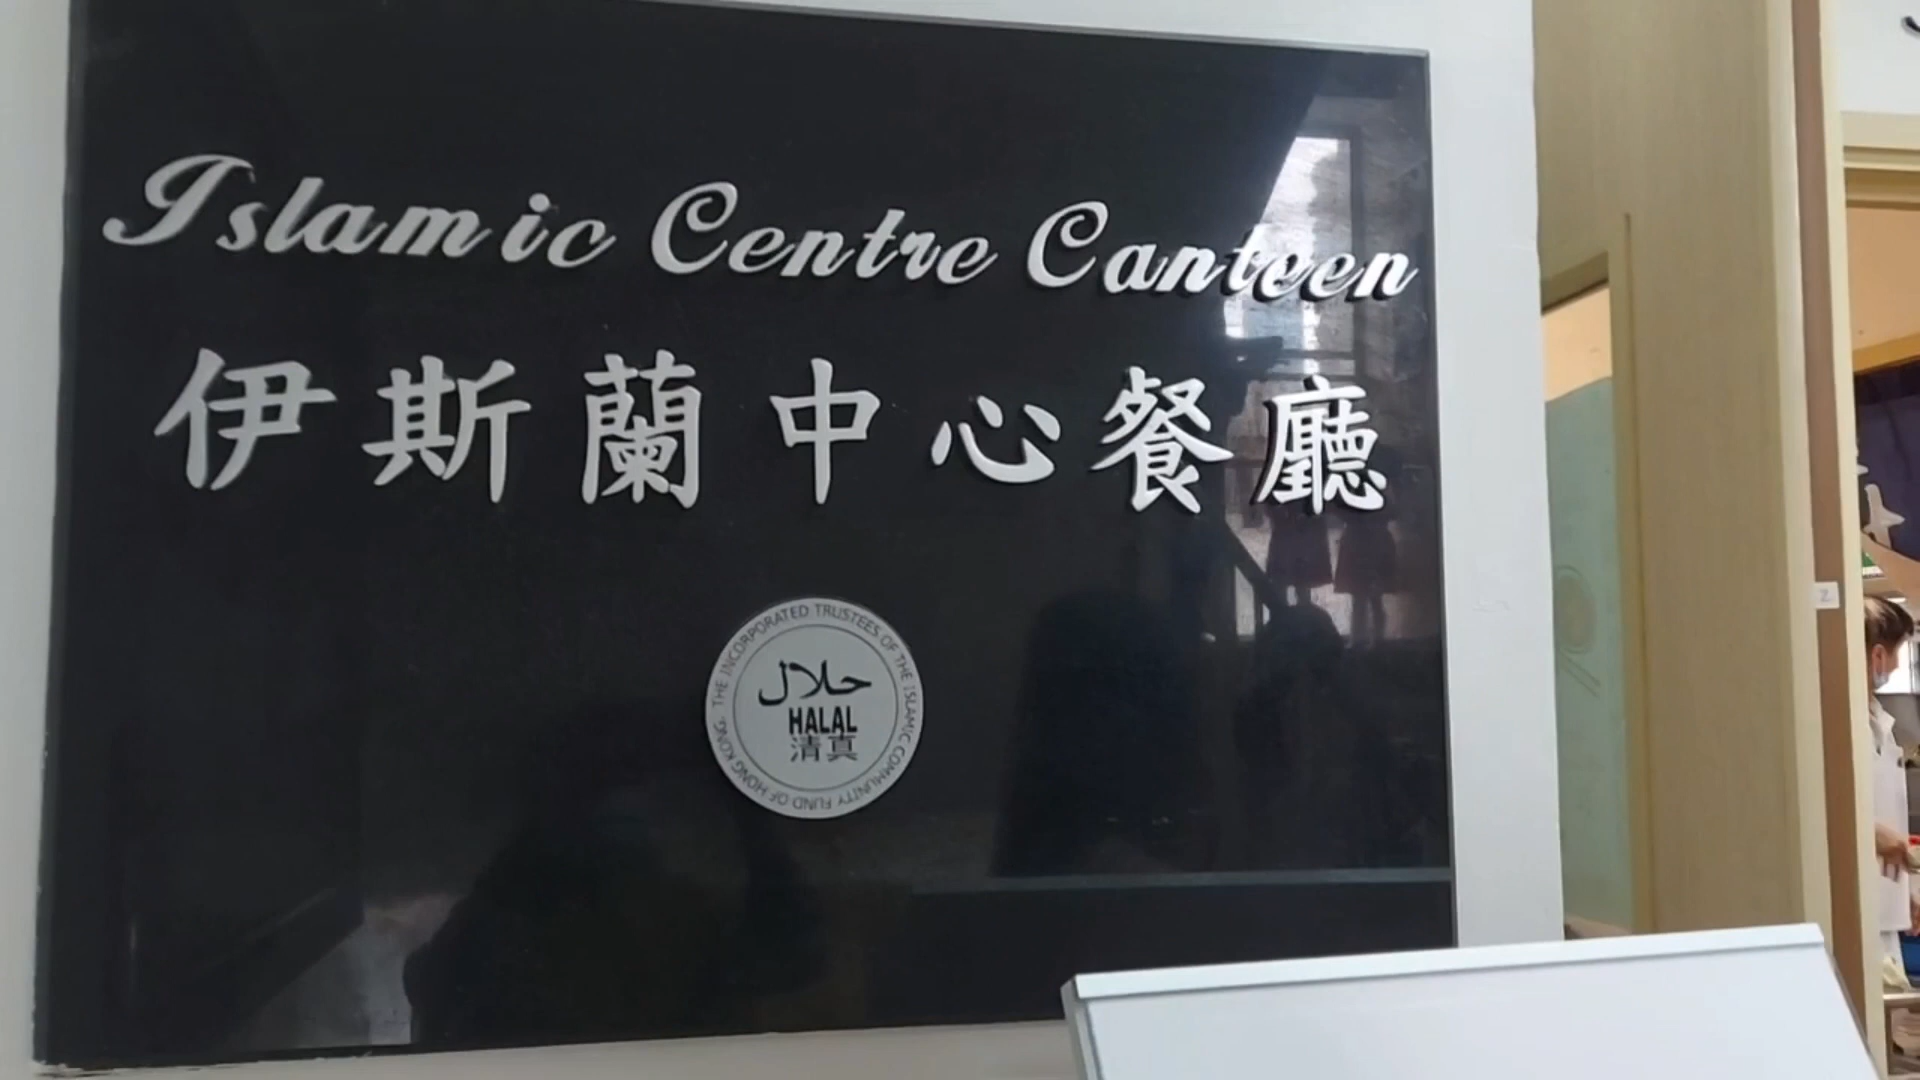 Islamic Centre Canteen
伊斯蘭中心餐廳
THE INCORPORATED TRUSTEES OF THE ISLAMIC COMMUNITY FUND OF HONG KONG.
حلال
HALAL
清真